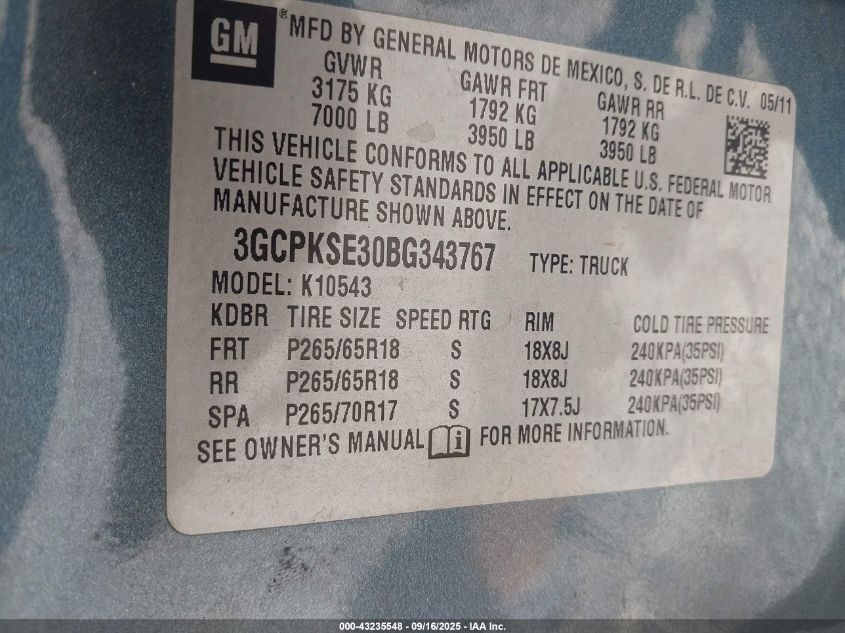 GM
® MFD BY GENERAL MOTORS DE MEXICO, S. DE R.L. DE C.V. 05/11
GVWR GAWR FRT GAWR RR
3175 KG 1792 KG 1792 KG
7000 LB 3950 LB 3950 LB
THIS VEHICLE CONFORMS TO ALL APPLICABLE U.S. FEDERAL MOTOR
VEHICLE SAFETY STANDARDS IN EFFECT ON THE DATE OF
MANUFACTURE SHOWN ABOVE.
3GCPKSE30BG343767 TYPE: TRUCK
MODEL: K10543
KDBR TIRE SIZE SPEED RTG RIM COLD TIRE PRESSURE
FRT P265/65R18 S 18X8J 240KPA(35PSI)
RR P265/65R18 S 18X8J 240KPA(35PSI)
SPA P265/70R17 S 17X7.5J 240KPA(35PSI)
SEE OWNER'S MANUAL i FOR MORE INFORMATION.
000-43235548 - 09/16/2025 - IAA Inc.